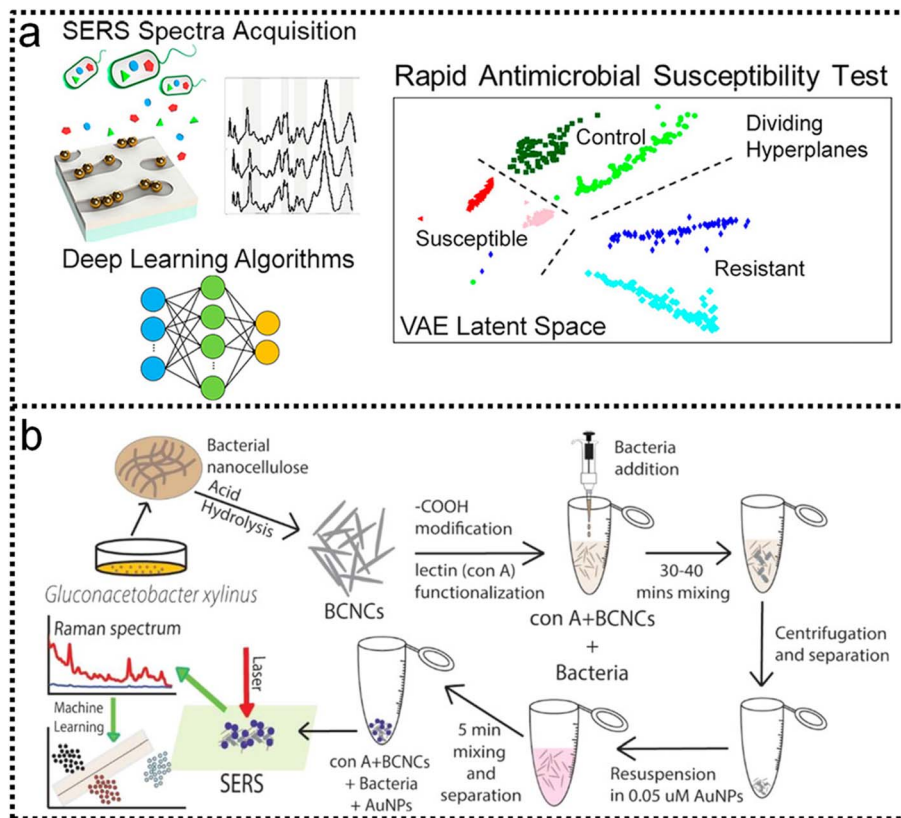 a
SERS Spectra Acquisition
Deep Learning Algorithms
Rapid Antimicrobial Susceptibility Test
Control
Dividing
Hyperplanes
Susceptible
Resistant
VAE Latent Space
b
Bacterial
nanocellulose
Acid
Hydrolysis
Gluconacetobacter xylinus
BCNCs
-COOH
modification
lectin (con A)
functionalization
Bacteria
addition
con A+BCNCs
+
Bacteria
30-40
mins mixing
Centrifugation
and separation
Resuspension
in 0.05 uM AuNPs
5 min
mixing
and
separation
con A+BCNCs
+ Bacteria
+ AuNPs
Laser
SERS
Raman spectrum
Machine
Learning